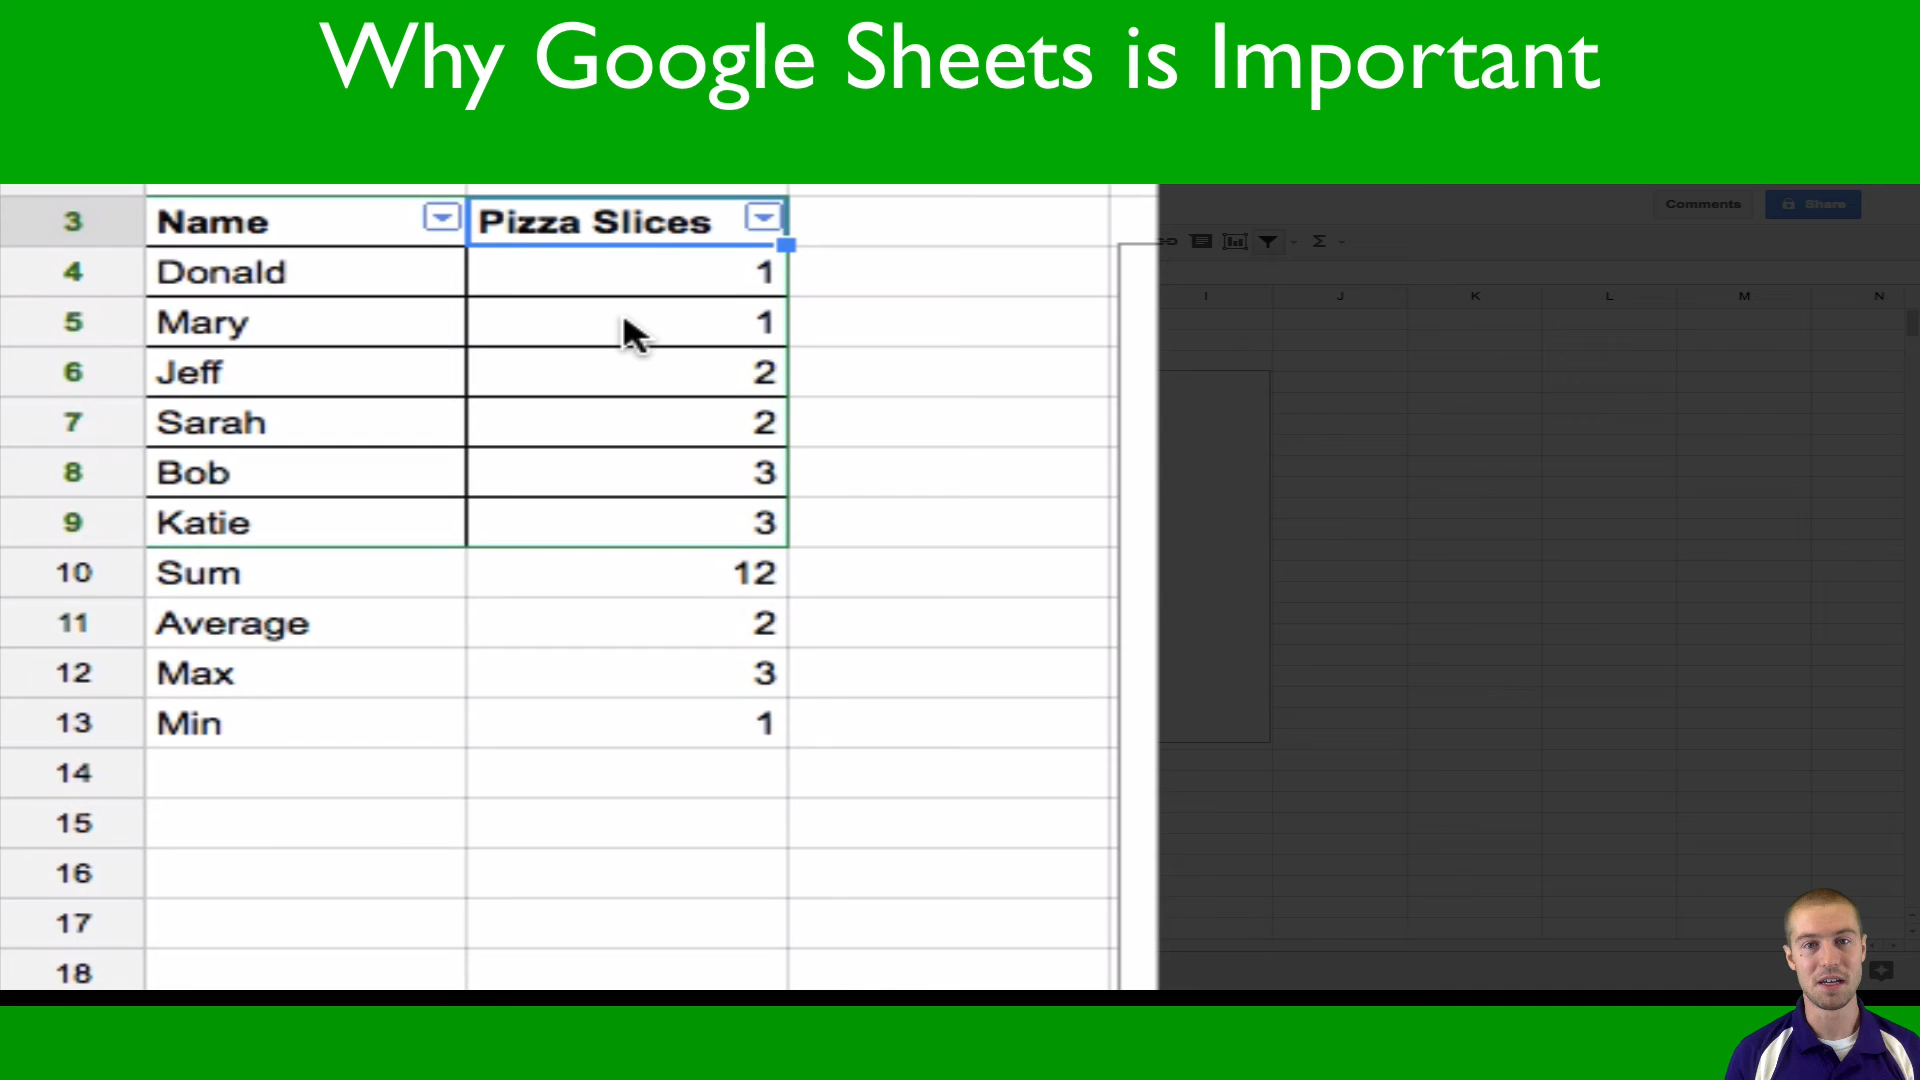 Why Google Sheets is Important
Comments Share
Σ
I J K L M N
3 Name Pizza Slices
4 Donald 1
5 Mary 1
6 Jeff 2
7 Sarah 2
8 Bob 3
9 Katie 3
10 Sum 12
11 Average 2
12 Max 3
13 Min 1
14
15
16
17
18